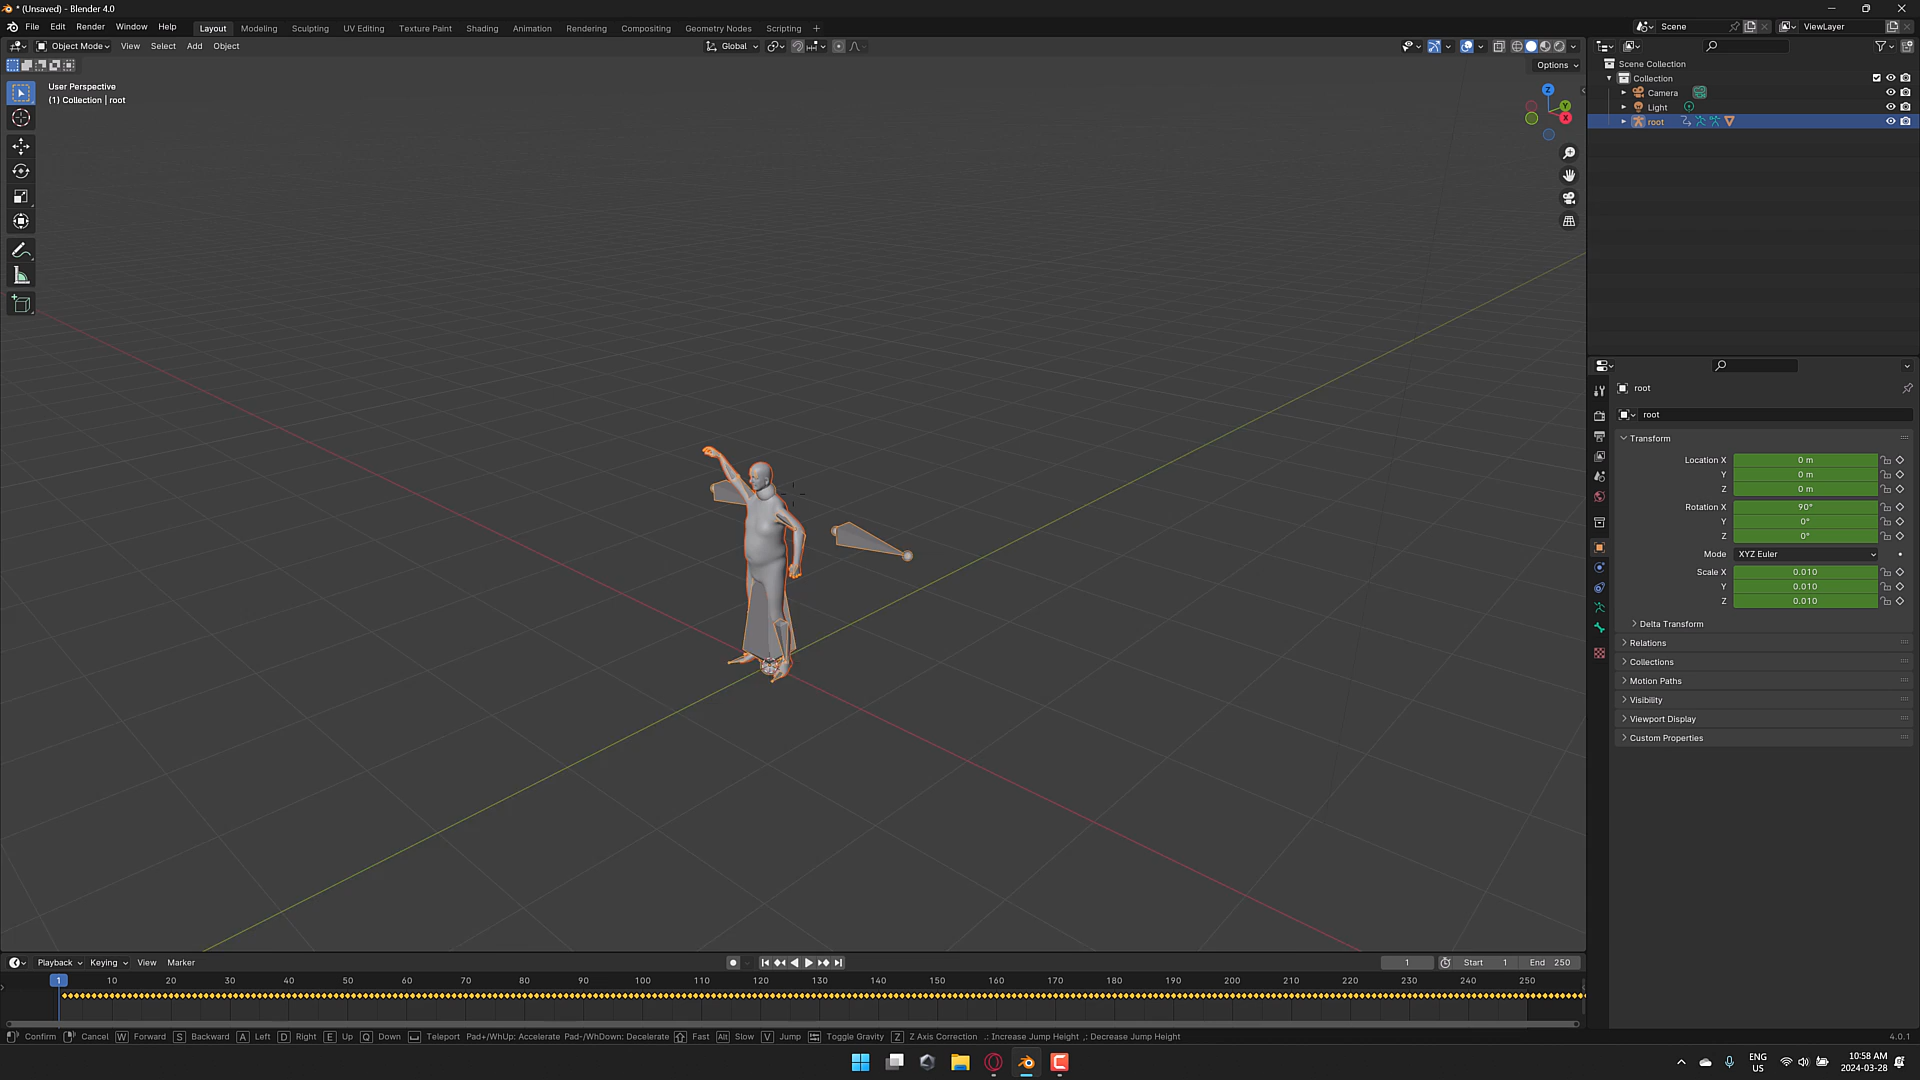 * (Unsaved) - Blender 4.0
File Edit Render Window Help Layout Modeling Sculpting UV Editing Texture Paint Shading Animation Rendering Compositing Geometry Nodes Scripting + Scene ViewLayer
Object Mode View Select Add Object Global
Options
User Perspective
(1) Collection | root
Z
Y
X
Scene Collection
Collection
Camera
Light
root
root
root
Transform
Location X 0 m
Y 0 m
Z 0 m
Rotation X 90°
Y 0°
Z 0°
Mode XYZ Euler
Scale X 0.010
Y 0.010
Z 0.010
Delta Transform
Relations
Collections
Motion Paths
Visibility
Viewport Display
Custom Properties
Playback Keying View Marker 1 Start 1 End 250
1 10 20 30 40 50 60 70 80 90 100 110 120 130 140 150 160 170 180 190 200 210 220 230 240 250
Confirm Cancel W Forward S Backward A Left D Right E Up Q Down Teleport Pad+/WhUp: Accelerate Pad-/WhDown: Decelerate Fast Alt Slow V Jump Toggle Gravity Z Z Axis Correction .: Increase Jump Height ,: Decrease Jump Height 4.0.1
ENG
US
10:58 AM
2024-03-28